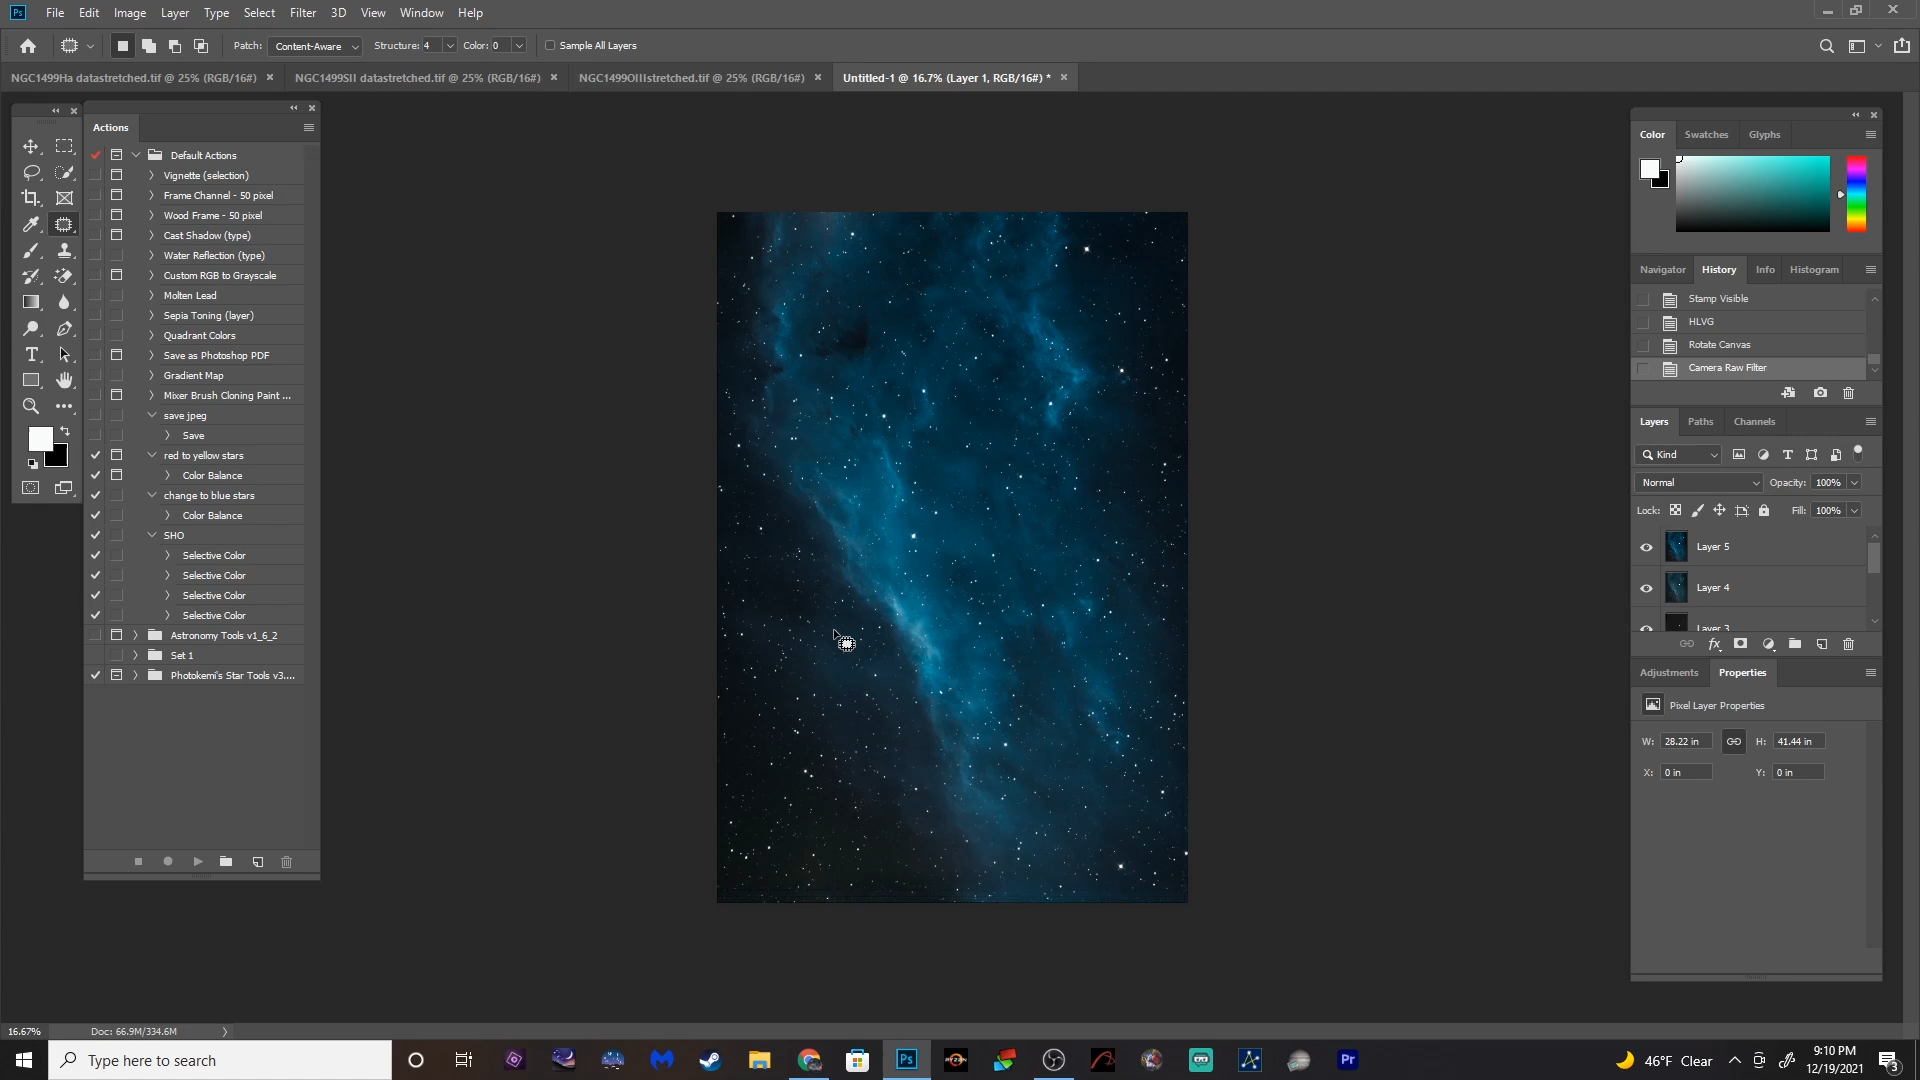 Ps File Edit Image Layer Type Select Filter 3D View Window Help
Patch: Content-Aware Structure: 4 Color: 0 Sample All Layers
NGC1499Ha datastretched.tif @ 25% (RGB/16#) × NGC1499SII datastretched.tif @ 25% (RGB/16#) × NGC1499OIIIstretched.tif @ 25% (RGB/16#) × Untitled-1 @ 16.7% (Layer 1, RGB/16#) * ×
Actions
Default Actions
Vignette (selection)
Frame Channel - 50 pixel
Wood Frame - 50 pixel
Cast Shadow (type)
Water Reflection (type)
Custom RGB to Grayscale
Molten Lead
Sepia Toning (layer)
Quadrant Colors
Save as Photoshop PDF
Gradient Map
Mixer Brush Cloning Paint ...
save jpeg
Save
red to yellow stars
Color Balance
change to blue stars
Color Balance
SHO
Selective Color
Selective Color
Selective Color
Selective Color
Astronomy Tools v1_6_2
Set 1
Photokemi's Star Tools v3....
Color Swatches Glyphs
Navigator History Info Histogram
Stamp Visible
HLVG
Rotate Canvas
Camera Raw Filter
Layers Paths Channels
Kind
Normal Opacity: 100%
Lock: Fill: 100%
Layer 5
Layer 4
Layer 3
fx
Adjustments Properties
Pixel Layer Properties
W: 28.22 in H: 41.44 in
X: 0 in Y: 0 in
16.67% Doc: 66.9M/334.6M
Type here to search
Ps
RYZEN
Pr
46°F Clear
9:10 PM
12/19/2021
3